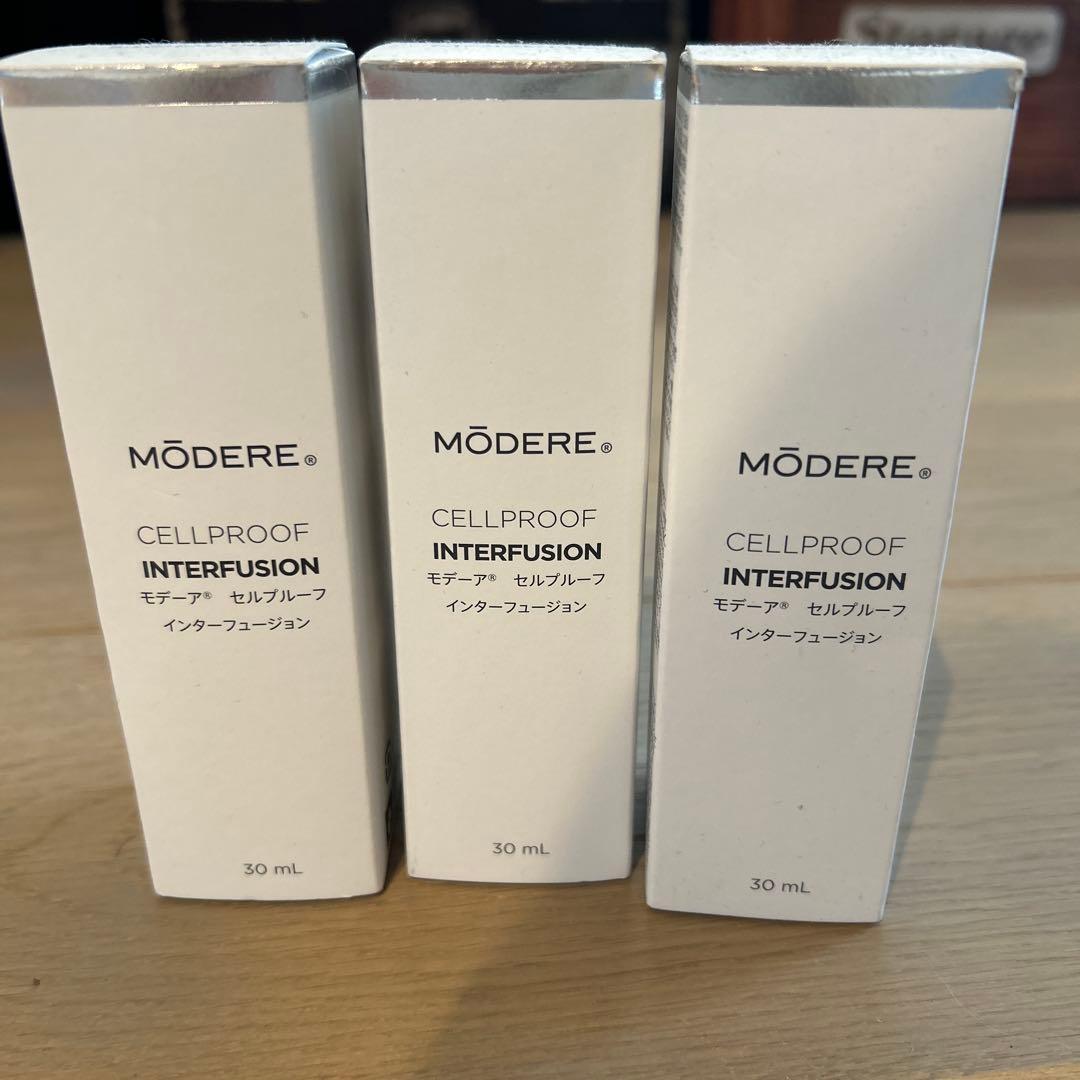 MŌDERE®
CELLPROOF
INTERFUSION
モデーア® セルプルーフ
インターフュージョン
30 mL
MŌDERE®
CELLPROOF
INTERFUSION
モデーア® セルプルーフ
インターフュージョン
30 mL
MŌDERE®
CELLPROOF
INTERFUSION
モデーア® セルプルーフ
インターフュージョン
30 mL